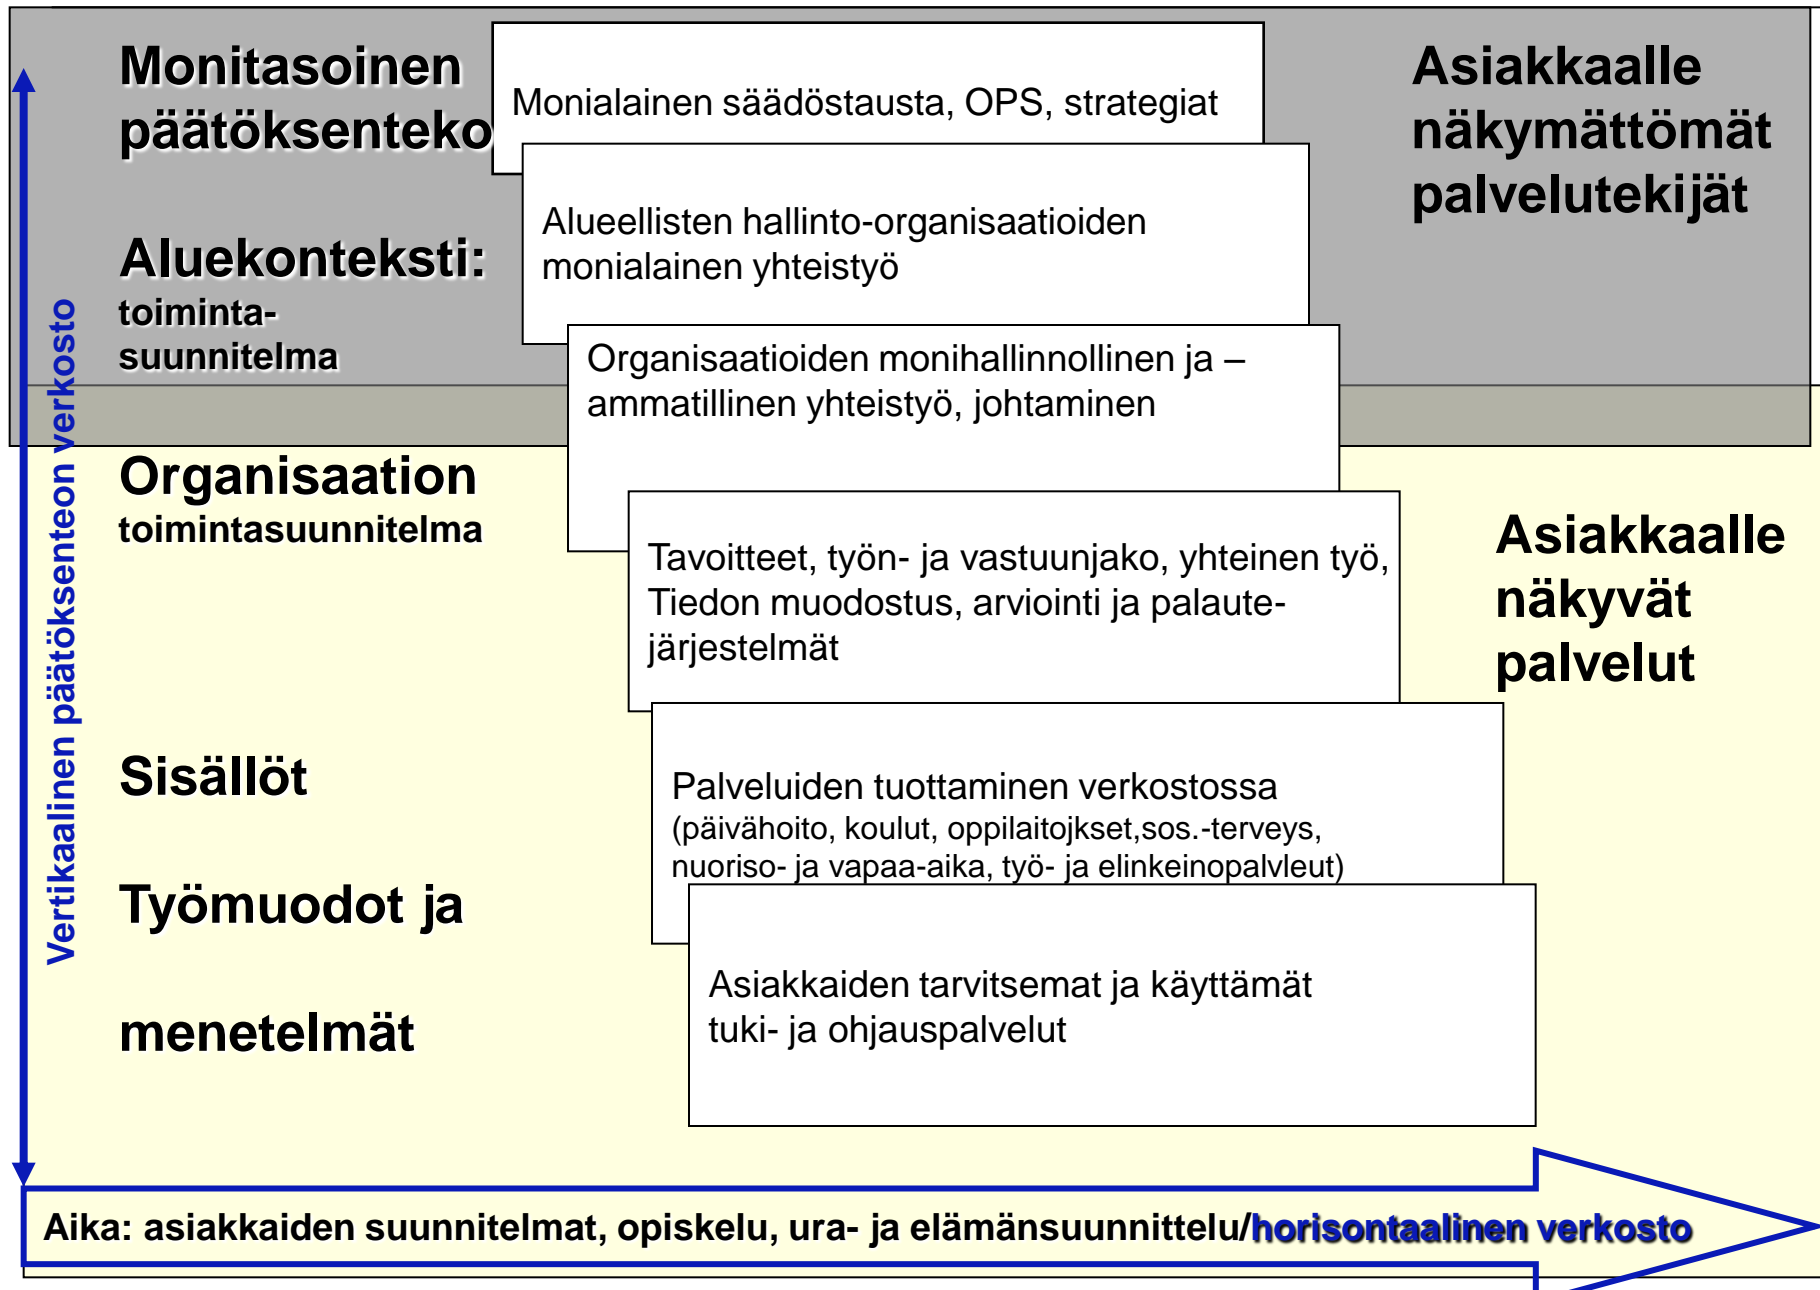 Monitasoinen
päätöksenteko
Monialainen säädöstausta, OPS, strategiat
Asiakkaalle
näkymättömät
palvelutekijät
Aluekonteksti:
toiminta-
suunnitelma
Alueellisten hallinto-organisaatioiden
monialainen yhteistyö
Organisaatioiden monihallinnollinen ja –
ammatillinen yhteistyö, johtaminen
Vertikaalinen päätöksenteon verkosto
Organisaation
toimintasuunnitelma
Tavoitteet, työn- ja vastuunjako, yhteinen työ,
Tiedon muodostus, arviointi ja palaute-
järjestelmät
Asiakkaalle
näkyvät
palvelut
Sisällöt
Työmuodot ja
menetelmät
Palveluiden tuottaminen verkostossa
(päivähoito, koulut, oppilaitojkset,sos.-terveys,
nuoriso- ja vapaa-aika, työ- ja elinkeinopalvleut)
Asiakkaiden tarvitsemat ja käyttämät
tuki- ja ohjauspalvelut
Aika: asiakkaiden suunnitelmat, opiskelu, ura- ja elämänsuunnittelu/horisontaalinen verkosto